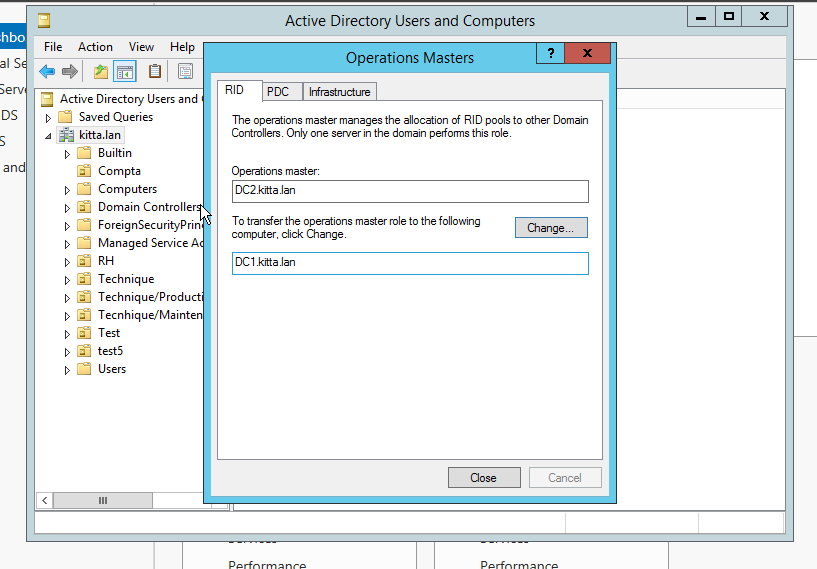 Active Directory Users and Computers
File Action View Help
Operations Masters
?
RID PDC Infrastructure
The operations master manages the allocation of RID pools to other Domain
Controllers. Only one server in the domain performs this role.
Operations master:
DC2.kitta.lan
To transfer the operations master role to the following
computer, click Change.
Change...
DC1.kitta.lan
Close Cancel
Active Directory Users and
Saved Queries
kitta.lan
Builtin
Compta
Computers
Domain Controllers
ForeignSecurityPrin
Managed Service Ac
RH
Technique
Technique/Producti
Tecnhique/Mainten
Test
test5
Users
shbo
al Se
Serve
DS
S
and
Performance
Performance